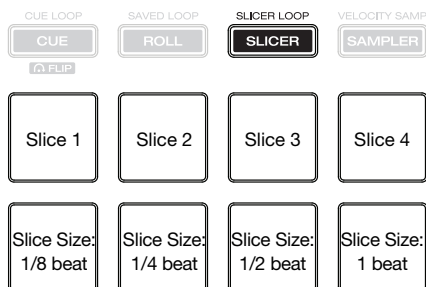 CUE LOOP SAVED LOOP SLICER LOOP VELOCITY SAMP
CUE ROLL SLICER SAMPLER
FLIP
Slice 1 Slice 2 Slice 3 Slice 4
Slice Size: Slice Size: Slice Size: Slice Size:
1/8 beat 1/4 beat 1/2 beat 1 beat